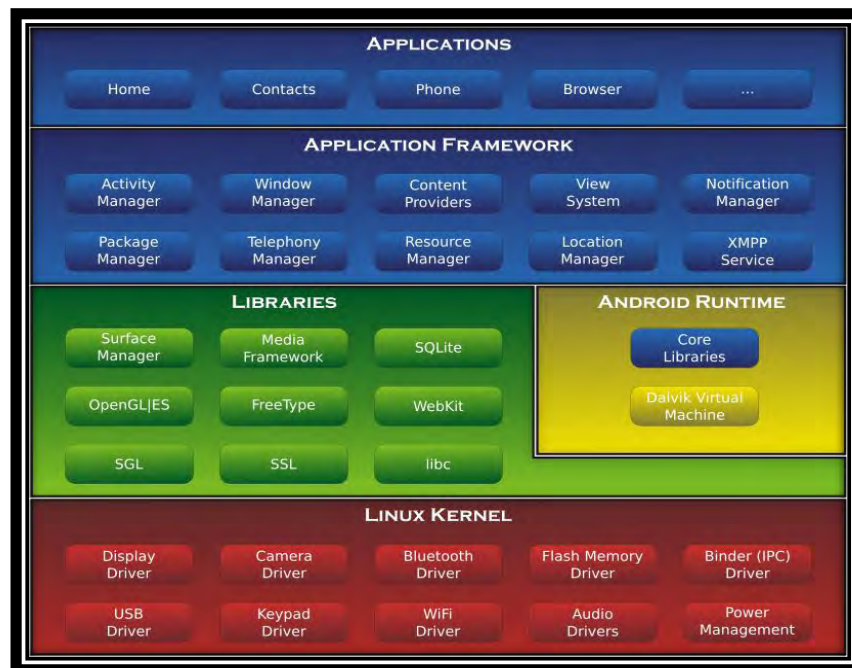 APPLICATIONS
Home
Contacts
Phone
Browser
...
APPLICATION FRAMEWORK
Activity
Manager
Window
Manager
Content
Providers
View
System
Notification
Manager
Package
Manager
Telephony
Manager
Resource
Manager
Location
Manager
XMPP
Service
LIBRARIES
Surface
Manager
Media
Framework
SQLite
OpenGL|ES
FreeType
WebKit
SGL
SSL
libc
ANDROID RUNTIME
Core
Libraries
Dalvik Virtual
Machine
LINUX KERNEL
Display
Driver
Camera
Driver
Bluetooth
Driver
Flash Memory
Driver
Binder (IPC)
Driver
USB
Driver
Keypad
Driver
WiFi
Driver
Audio
Drivers
Power
Management